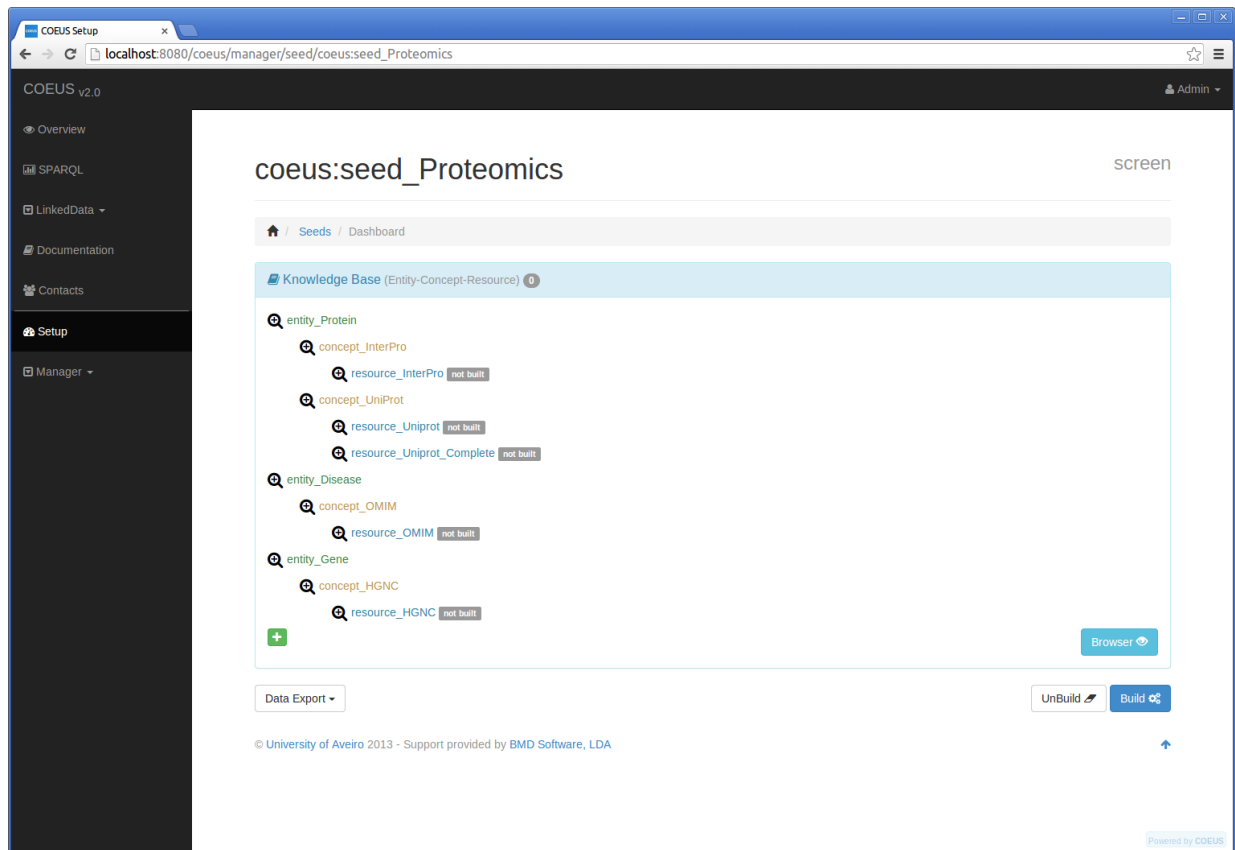 COEUS Setup
localhost:8080/coeus/manager/seed/coeus:seed_Proteomics
COEUS v2.0
Admin
Overview
SPARQL
LinkedData
Documentation
Contacts
Setup
Manager
coeus:seed_Proteomics
screen
/ Seeds / Dashboard
Knowledge Base (Entity-Concept-Resource) 0
entity_Protein
concept_InterPro
resource_InterPro not built
concept_UniProt
resource_Uniprot not built
resource_Uniprot_Complete not built
entity_Disease
concept_OMIM
resource_OMIM not built
entity_Gene
concept_HGNC
resource_HGNC not built
Browser
Data Export
UnBuild
Build
© University of Aveiro 2013 - Support provided by BMD Software, LDA
Powered by COEUS